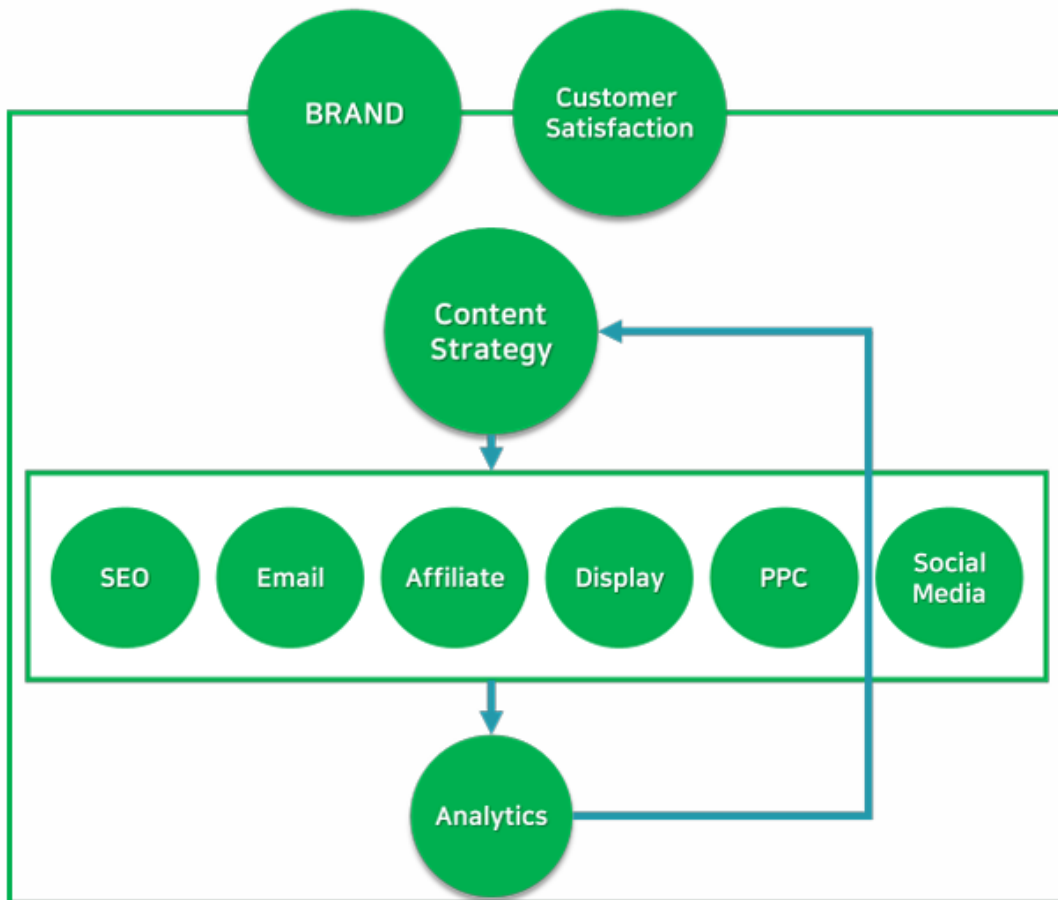 BRAND
Customer
Satisfaction
Content
Strategy
SEO
Email
Affiliate
Display
PPC
Social
Media
Analytics